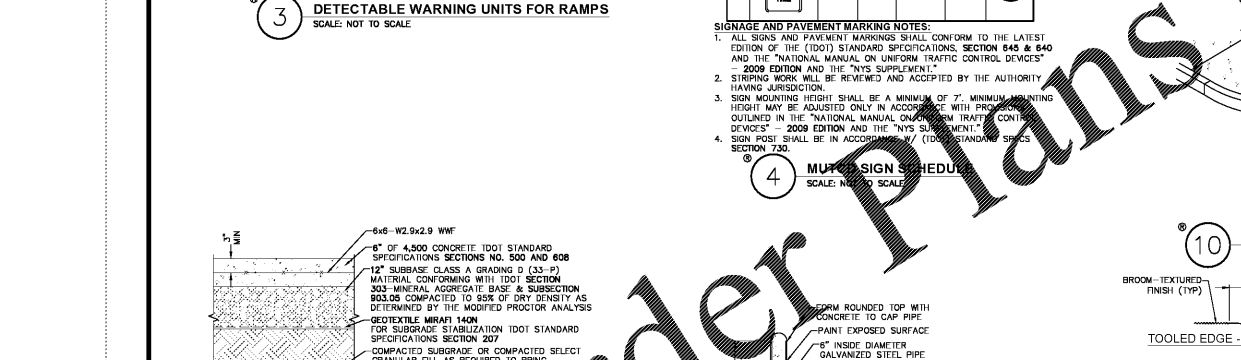 3
DETECTABLE WARNING UNITS FOR RAMPS
SCALE: NOT TO SCALE
SIGNAGE AND PAVEMENT MARKING NOTES:
1. ALL SIGNS AND PAVEMENT MARKINGS SHALL CONFORM TO THE LATEST
EDITION OF THE (TDOT) STANDARD SPECIFICATIONS, SECTION 645 & 640
AND THE "NATIONAL MANUAL ON UNIFORM TRAFFIC CONTROL DEVICES"
- 2009 EDITION AND THE "NYS SUPPLEMENT."
2. STRIPING WORK WILL BE REVIEWED AND ACCEPTED BY THE AUTHORITY
HAVING JURISDICTION.
3. SIGN MOUNTING HEIGHT SHALL BE A MINIMUM OF 7'. MINIMUM MOUNTING
HEIGHT MAY BE ADJUSTED ONLY IN ACCORDANCE WITH PROVISIONS
OUTLINED IN THE "NATIONAL MANUAL ON UNIFORM TRAFFIC CONTROL
DEVICES" - 2009 EDITION AND THE "NYS SUPPLEMENT."
4. SIGN POST SHALL BE IN ACCORDANCE W/ (TDOT) STANDARD SPECS
SECTION 730.
®
4
MUTCD SIGN SCHEDULE
SCALE: NOT TO SCALE
3" MIN
6x6-W2.9x2.9 WWF
6" OF 4,500 CONCRETE TDOT STANDARD
SPECIFICATIONS SECTIONS NO. 500 AND 608
12" SUBBASE CLASS A GRADING D (33-P)
MATERIAL CONFORMING WITH TDOT SECTION
303-MINERAL AGGREGATE BASE & SUBSECTION
903.05 COMPACTED TO 95% OF DRY DENSITY AS
DETERMINED BY THE MODIFIED PROCTOR ANALYSIS
GEOTEXTILE MIRAFI 140N
FOR SUBGRADE STABILIZATION TDOT STANDARD
SPECIFICATIONS SECTION 207
COMPACTED SUBGRADE OR COMPACTED SELECT
GRANULAR FILL AS REQUIRED TO BRING
FORM ROUNDED TOP WITH
CONCRETE TO CAP PIPE
PAINT EXPOSED SURFACE
6" INSIDE DIAMETER
GALVANIZED STEEL PIPE
®
10
BROOM-TEXTURED
FINISH (TYP)
TOOLED EDGE -
der Plans